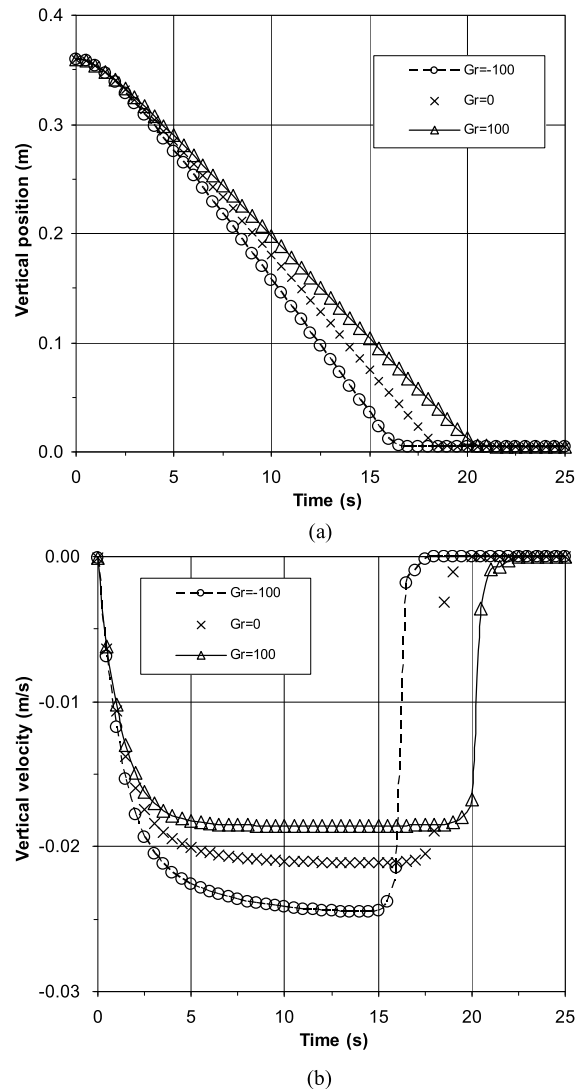 0.4
0.3
0.2
0.1
0.0
Vertical position (m)
Gr=-100
Gr=0
Gr=100
0 5 10 15 20 25
Time (s)
(a)
0.00
-0.01
-0.02
-0.03
Vertical velocity (m/s)
Gr=-100
Gr=0
Gr=100
0 5 10 15 20 25
Time (s)
(b)